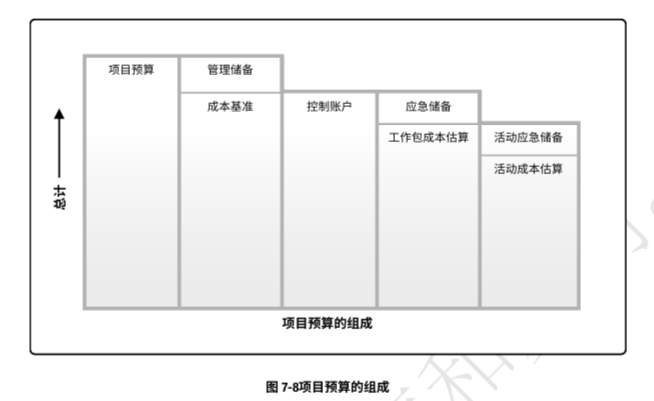 项目预算 管理储备
成本基准 控制账户 应急储备
工作包成本估算 活动应急储备
活动成本估算
总计
项目预算的组成
图 7-8项目预算的组成